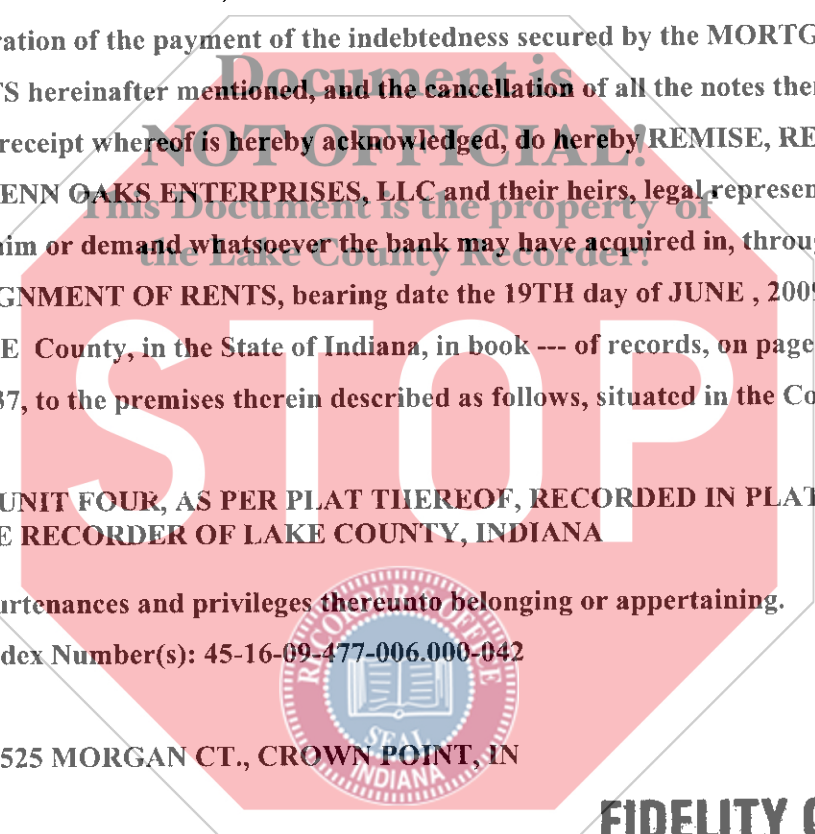 ration of the payment of the indebtedness secured by the MORTG
Document is
TS hereinafter mentioned, and the cancellation of all the notes ther
NOT OFFICIAL!
receipt whereof is hereby acknowledged, do hereby REMISE, RE
This Document is the property of
ENN OAKS ENTERPRISES, LLC and their heirs, legal represen
the Lake County Recorder!
aim or demand whatsoever the bank may have acquired in, throug
GNMENT OF RENTS, bearing date the 19TH day of JUNE , 2009
E County, in the State of Indiana, in book --- of records, on page
37, to the premises therein described as follows, situated in the Co
STOP
UNIT FOUR, AS PER PLAT THEREOF, RECORDED IN PLAT
E RECORDER OF LAKE COUNTY, INDIANA
urtenances and privileges thereunto belonging or appertaining.
RECORDER'S OFFICE
dex Number(s): 45-16-09-477-006.000-042
SEAL
INDIANA
525 MORGAN CT., CROWN POINT, IN
FIDELITY